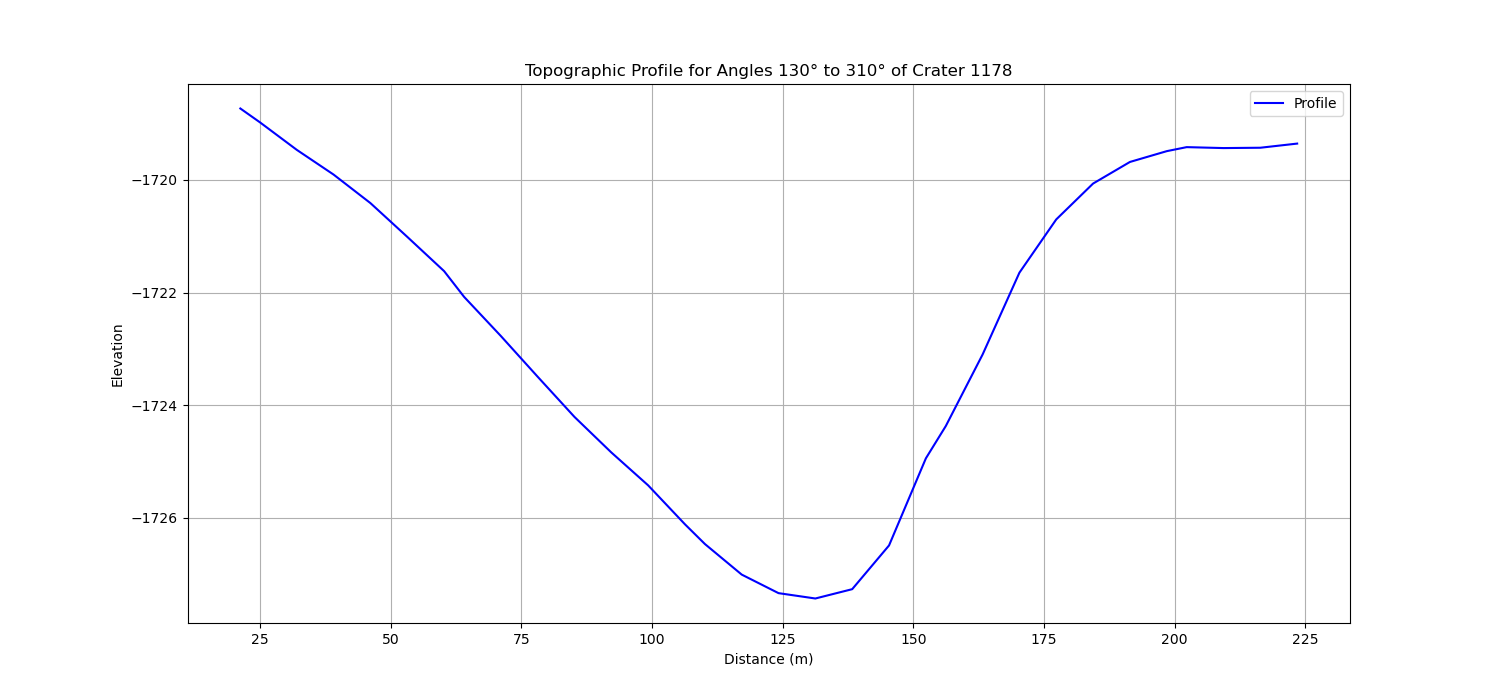 Topographic Profile for Angles 130° to 310° of Crater 1178
Profile
Elevation
−1720
−1722
−1724
−1726
25 50 75 100 125 150 175 200 225
Distance (m)